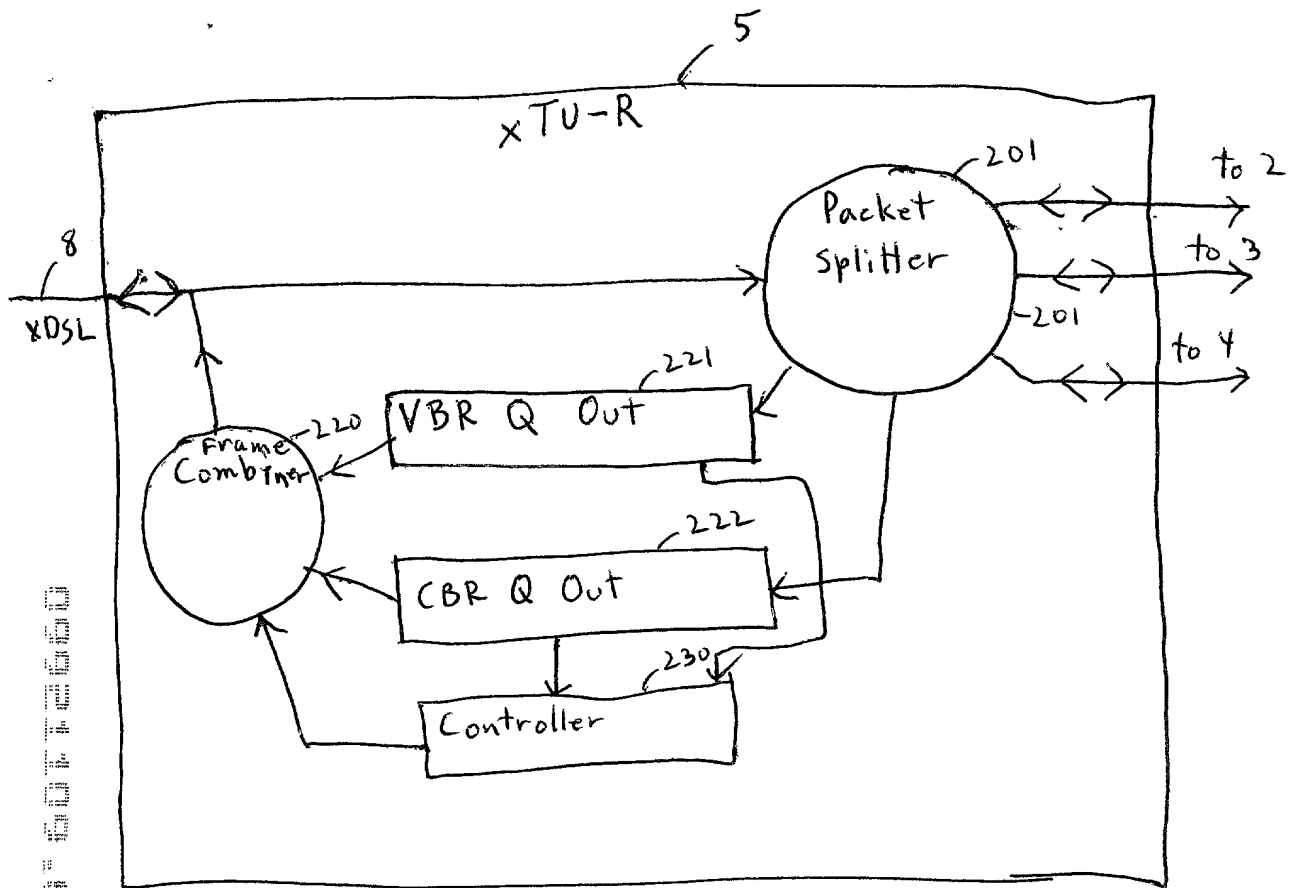 5
xTU-R
201
to 2
Packet
splitter
8
to 3
xDSL
201
to 4
221
VBR Q Out
220
Frame
Combiner
222
CBR Q Out
230
Controller